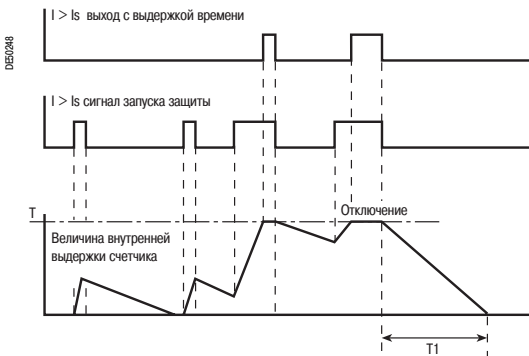 I > Is выход с выдержкой времени
DE50248
I > Is сигнал запуска защиты
T
Отключение
Величина внутренней
выдержки счетчика
T1